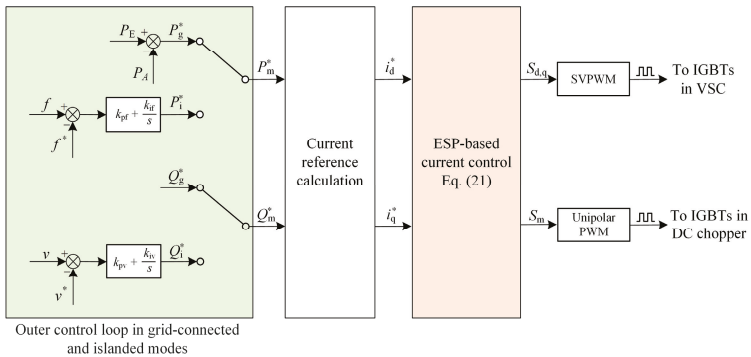 P_E + P_g^*
P_A −
P_m^*
f + −
f^*
k_pf + k_if/s
P_i^*
Q_g^*
Q_m^*
v + −
v^*
k_pv + k_iv/s
Q_i^*
Outer control loop in grid-connected
and islanded modes
Current
reference
calculation
i_d^*
i_q^*
ESP-based
current control
Eq. (21)
S_d,q
SVPWM
To IGBTs
in VSC
S_m
Unipolar
PWM
To IGBTs in
DC chopper